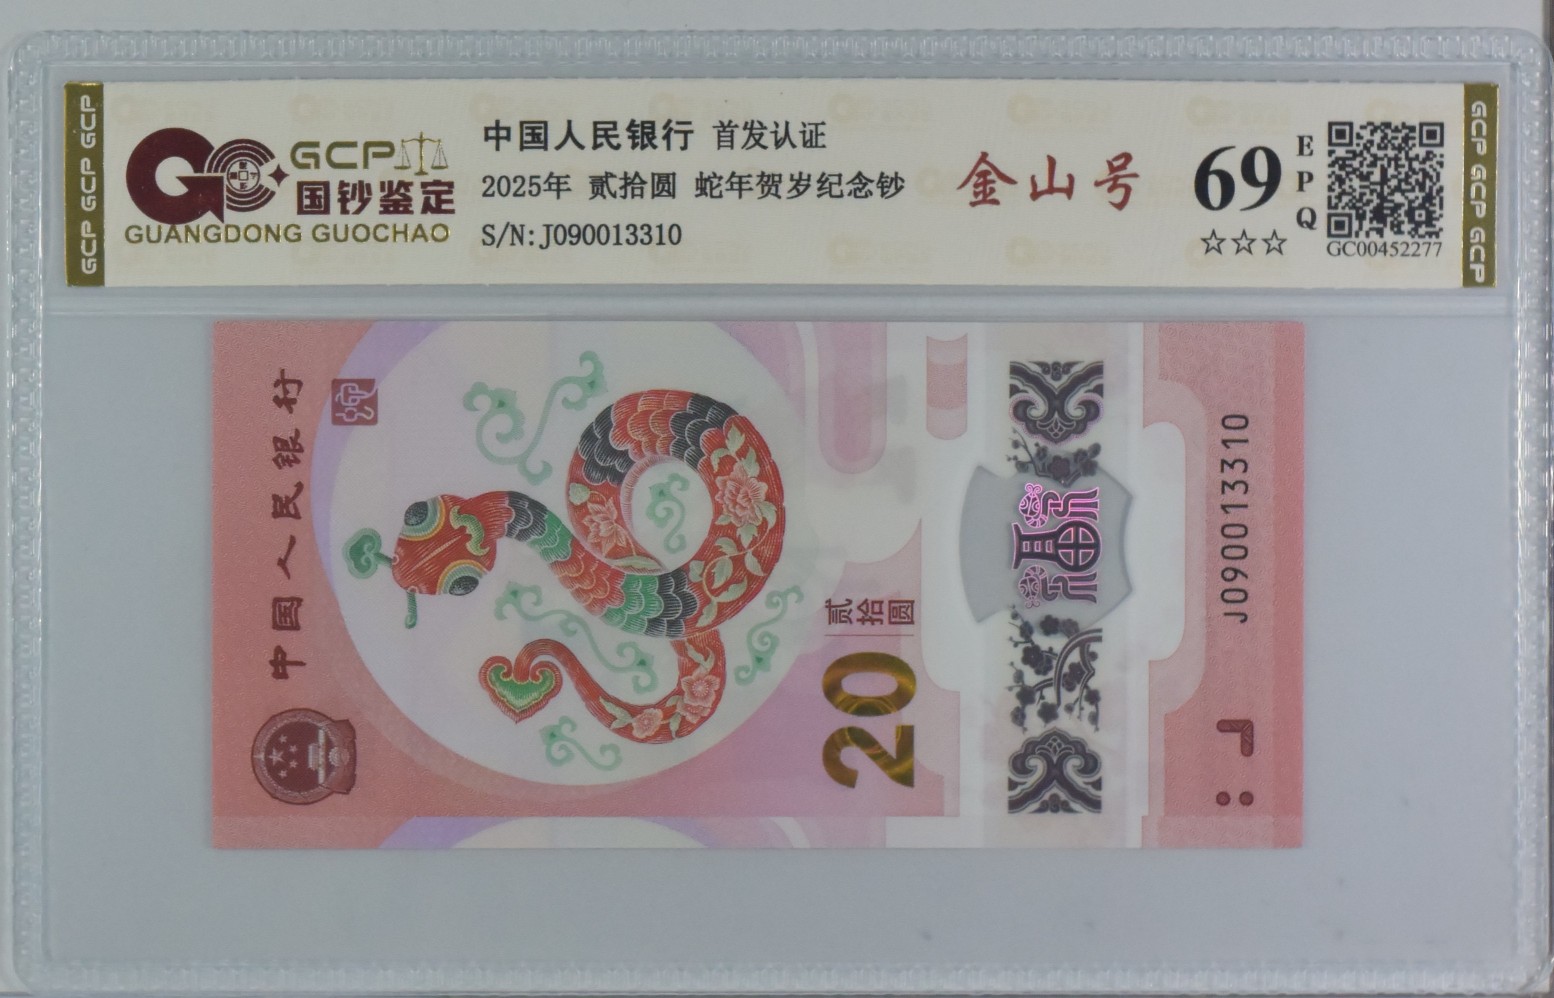 GCP GCP GCP
GCP
国钞鉴定
GUANGDONG GUOCHAO
中国人民银行 首发认证
2025年 贰拾圆 蛇年贺岁纪念钞
S/N:J090013310
金山号
69
EPQ
☆☆☆
GC00452277
GCP GCP GCP
中国人民银行
贰拾圆
20
福
J090013310